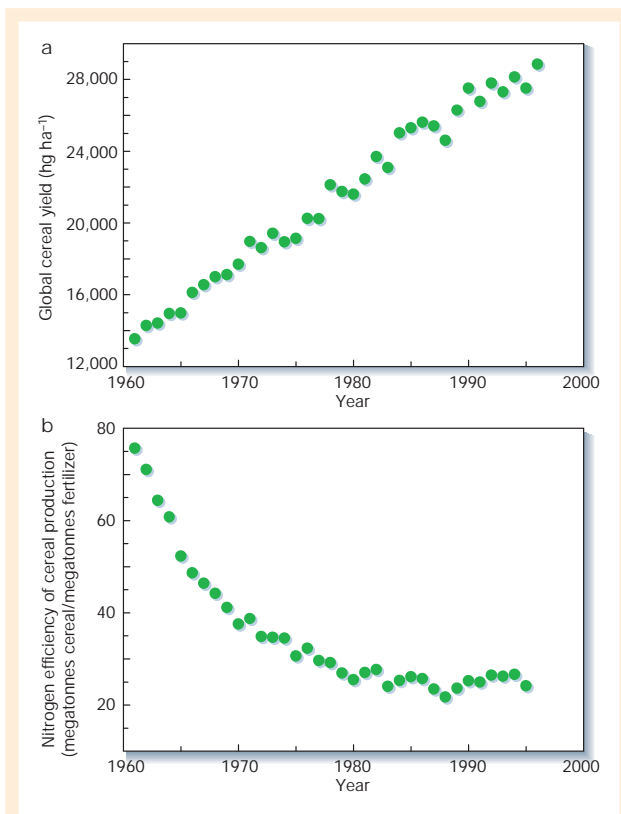 a
Global cereal yield (hg ha⁻¹)
28,000
24,000
20,000
16,000
12,000
1960 1970 1980 1990 2000
Year
b
Nitrogen efficiency of cereal production
(megatonnes cereal/megatonnes fertilizer)
80
60
40
20
1960 1970 1980 1990 2000
Year